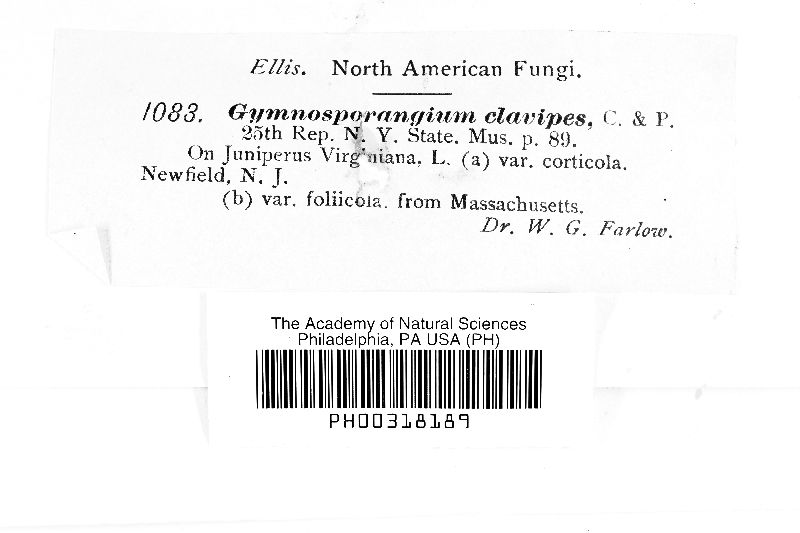 Ellis. North American Fungi.
1083. Gymnosporangium clavipes, C. & P.
25th Rep. N. Y. State. Mus. p. 89.
On Juniperus Virginiana, L. (a) var. corticola.
Newfield, N. J.
(b) var. foliicola. from Massachusetts.
Dr. W. G. Farlow.
The Academy of Natural Sciences
Philadelphia, PA USA (PH)
PH00318189